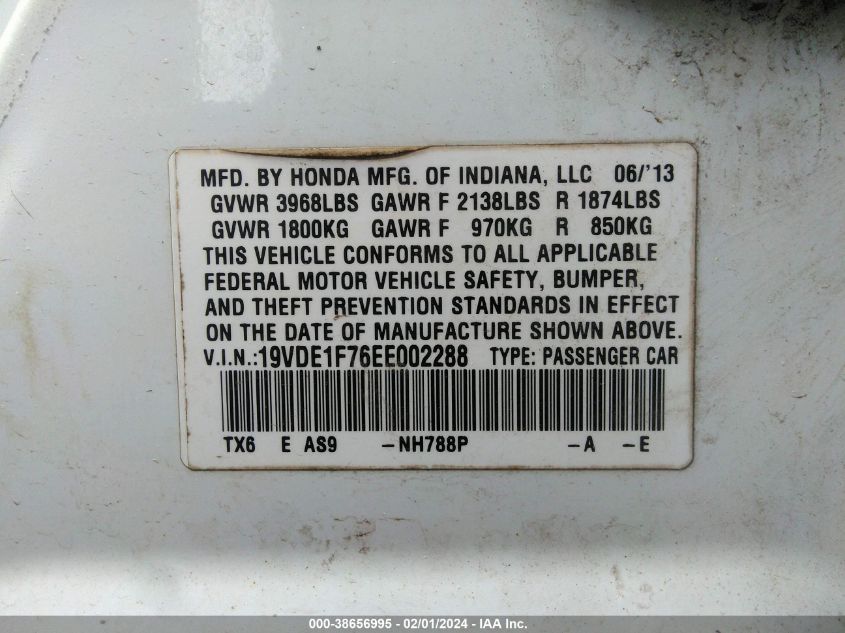 MFD. BY HONDA MFG. OF INDIANA, LLC 06/'13
GVWR 3968LBS GAWR F 2138LBS R 1874LBS
GVWR 1800KG GAWR F 970KG R 850KG
THIS VEHICLE CONFORMS TO ALL APPLICABLE
FEDERAL MOTOR VEHICLE SAFETY, BUMPER,
AND THEFT PREVENTION STANDARDS IN EFFECT
ON THE DATE OF MANUFACTURE SHOWN ABOVE.
V.I.N.:19VDE1F76EE002288 TYPE: PASSENGER CAR
TX6 E AS9 -NH788P -A -E
000-38656995 - 02/01/2024 - IAA Inc.